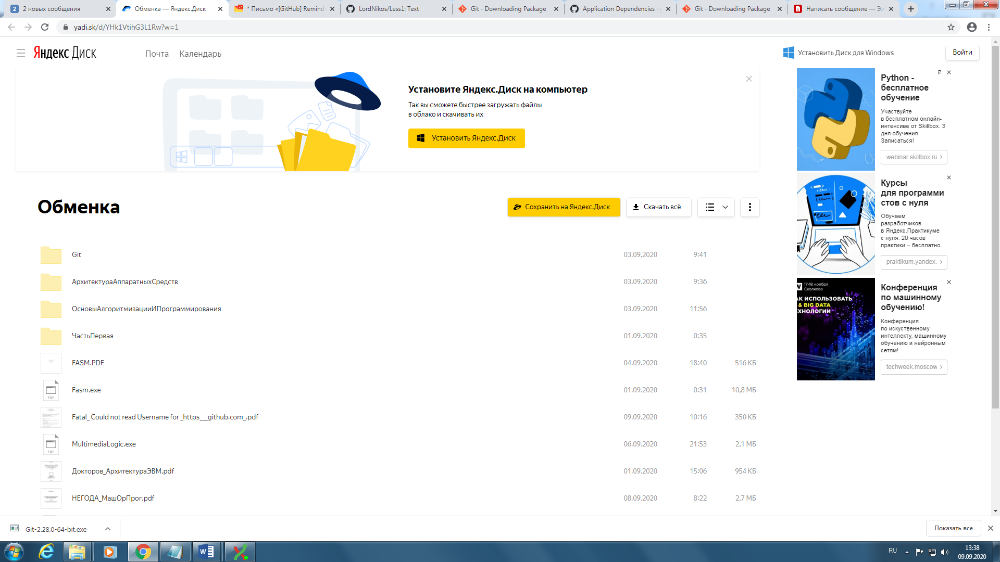 2 новых сообщения
Обменка — Яндекс.Диск
* Письмо «[GitHub] Remind
LordNikos/Less1: Text
Git - Downloading Package
Application Dependencies ·
Git - Downloading Package
Написать сообщение — Эл
yadi.sk/d/YHk1VtihG3L1Rw?w=1
Яндекс Диск
Почта
Календарь
Установить Диск для Windows
Войти
Установите Яндекс.Диск на компьютер
Так вы сможете быстрее загружать файлы
в облако и скачивать их
Установить Яндекс.Диск
Обменка
Сохранить на Яндекс.Диск
Скачать всё
Git 03.09.2020 9:41
АрхитектураАппаратныхСредств 03.09.2020 9:36
ОсновыАлгоритмизацииИПрограммирования 03.09.2020 11:56
ЧастьПервая 01.09.2020 0:35
FASM.PDF 04.09.2020 18:40 516 КБ
EXE
Fasm.exe 01.09.2020 0:31 10,8 МБ
Fatal_ Could not read Username for _https___github.com_.pdf 09.09.2020 10:16 350 КБ
EXE
MultimediaLogic.exe 06.09.2020 21:53 2,1 МБ
Докторов_АрхитектураЭВМ.pdf 01.09.2020 15:06 954 КБ
НЕГОДА_МашОрПрог.pdf 08.09.2020 8:22 2,7 МБ
₽
Python -
бесплатное
обучение
Участвуйте
в бесплатном онлайн-
интенсиве от Skillbox. 3
дня обучения.
Записаться!
webinar.skillbox.ru
Курсы
для программи
стов с нуля
Обучаем
разработчиков
в Яндекс.Практикуме
с нуля. 20 часов
практики – бесплатно.
praktikum.yandex.
17-18 ноября
Сколково
АК ИСПОЛЬЗОВАТЬ
& BIG DATA
ЕХНОЛОГИИ
Конференция
по машинному
обучению!
Конференция
по искуственному
интеллекту, машинному
обучению и нейронным
сетям!
techweek.moscow
Git-2.28.0-64-bit.exe
Показать все
RU
13:38
09.09.2020